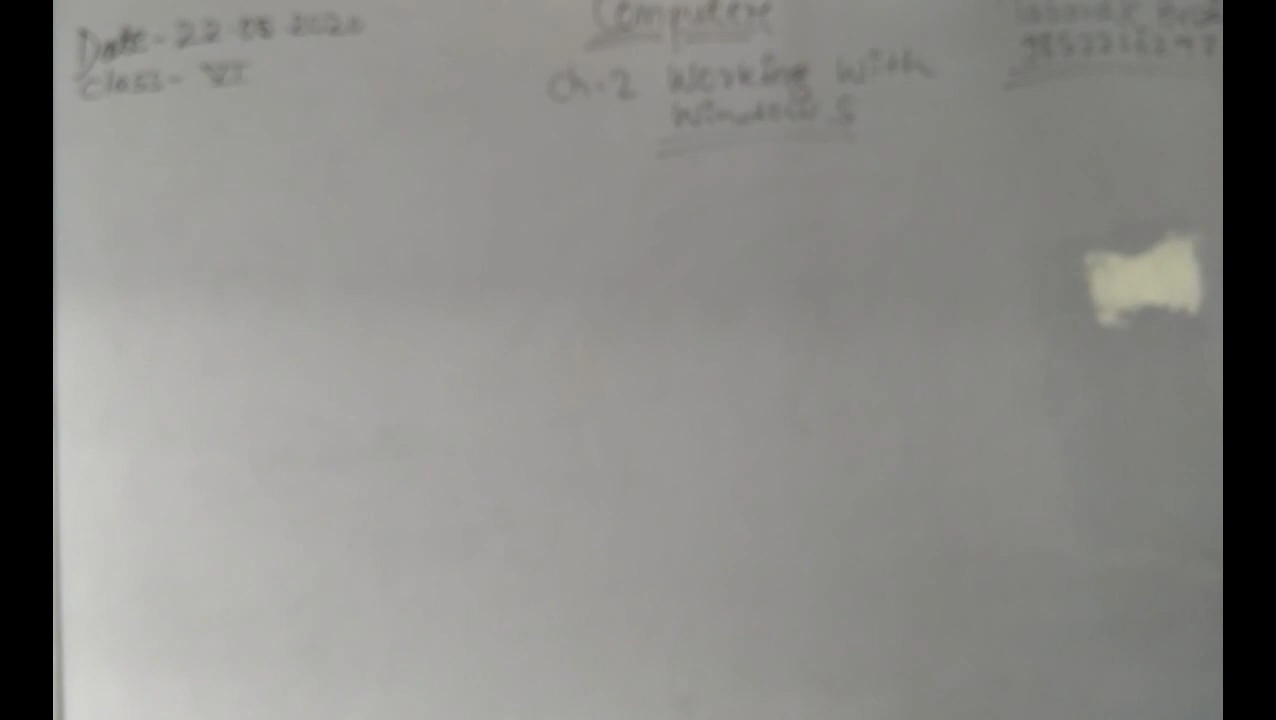 Date - 22.08.2020
Class - VI
Computer
Ch.2 Working With
Windows